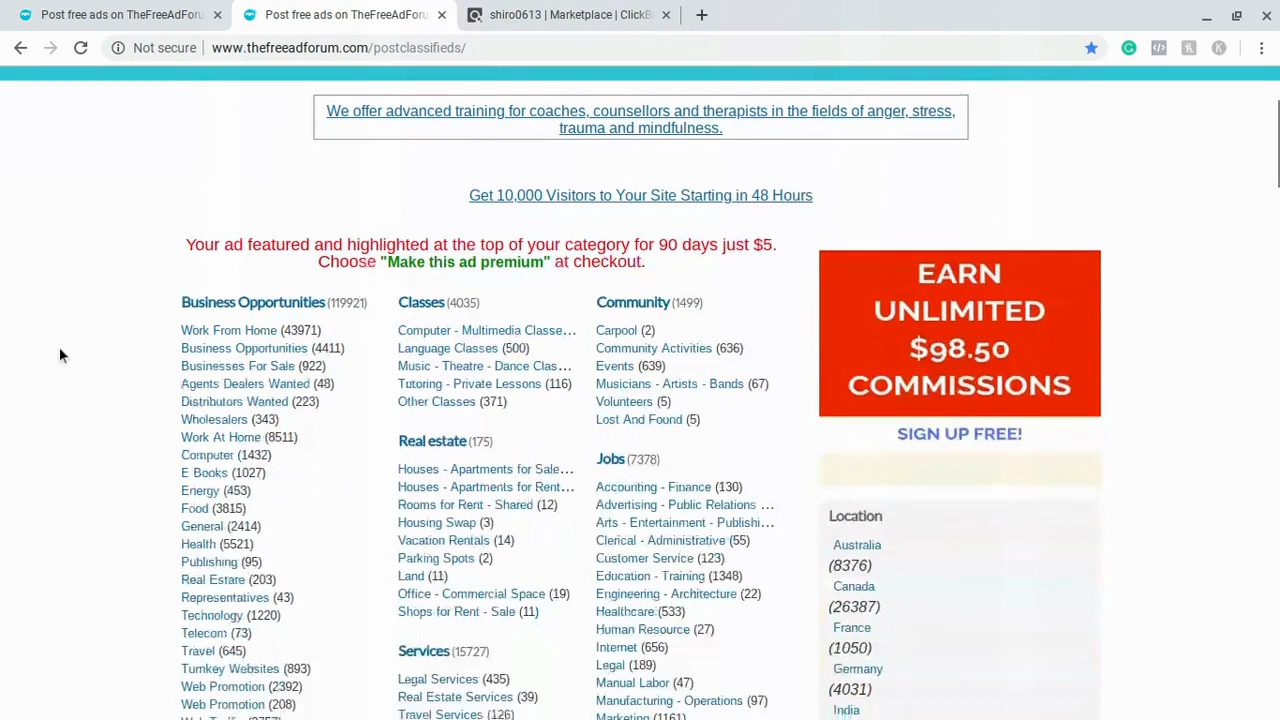 Post free ads on TheFreeAdForu
Post free ads on TheFreeAdForu
shiro0613 | Marketplace | ClickB
Not secure
www.thefreeadforum.com/postclassifieds/
We offer advanced training for coaches, counsellors and therapists in the fields of anger, stress,
trauma and mindfulness.
Get 10,000 Visitors to Your Site Starting in 48 Hours
Your ad featured and highlighted at the top of your category for 90 days just $5.
Choose "Make this ad premium" at checkout.
Business Opportunities (119921)
Work From Home (43971)
Business Opportunities (4411)
Businesses For Sale (922)
Agents Dealers Wanted (48)
Distributors Wanted (223)
Wholesalers (343)
Work At Home (8511)
Computer (1432)
E Books (1027)
Energy (453)
Food (3815)
General (2414)
Health (5521)
Publishing (95)
Real Estate (203)
Representatives (43)
Technology (1220)
Telecom (73)
Travel (645)
Turnkey Websites (893)
Web Promotion (2392)
Web Promotion (208)
Classes (4035)
Computer - Multimedia Classe...
Language Classes (500)
Music - Theatre - Dance Clas...
Tutoring - Private Lessons (116)
Other Classes (371)
Real estate (175)
Houses - Apartments for Sale...
Houses - Apartments for Rent...
Rooms for Rent - Shared (12)
Housing Swap (3)
Vacation Rentals (14)
Parking Spots (2)
Land (11)
Office - Commercial Space (19)
Shops for Rent - Sale (11)
Services (15727)
Legal Services (435)
Real Estate Services (39)
Travel Services (126)
Community (1499)
Carpool (2)
Community Activities (636)
Events (639)
Musicians - Artists - Bands (67)
Volunteers (5)
Lost And Found (5)
Jobs (7378)
Accounting - Finance (130)
Advertising - Public Relations ...
Arts - Entertainment - Publishi...
Clerical - Administrative (55)
Customer Service (123)
Education - Training (1348)
Engineering - Architecture (22)
Healthcare (533)
Human Resource (27)
Internet (656)
Legal (189)
Manual Labor (47)
Manufacturing - Operations (97)
Marketing (1161)
EARN
UNLIMITED
$98.50
COMMISSIONS
SIGN UP FREE!
Location
Australia
(8376)
Canada
(26387)
France
(1050)
Germany
(4031)
India